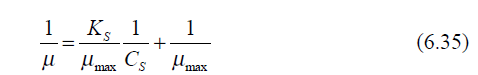 1/μ = K_S/μ_max 1/C_S + 1/μ_max (6.35)